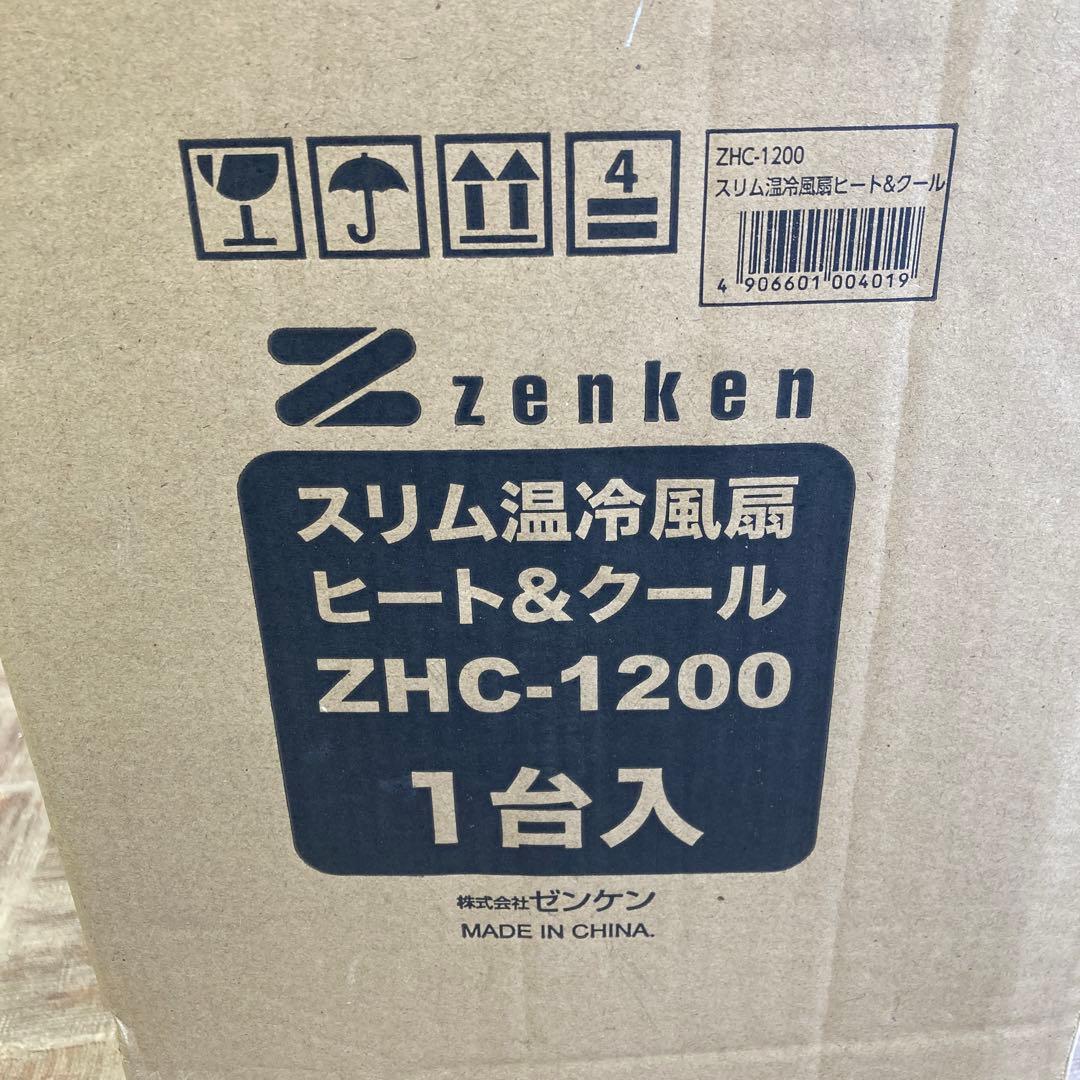 4
ZHC-1200
スリム温冷風扇ヒート&クール
4 906601 004019
zenken
スリム温冷風扇
ヒート&クール
ZHC-1200
1台入
株式会社ゼンケン
MADE IN CHINA.